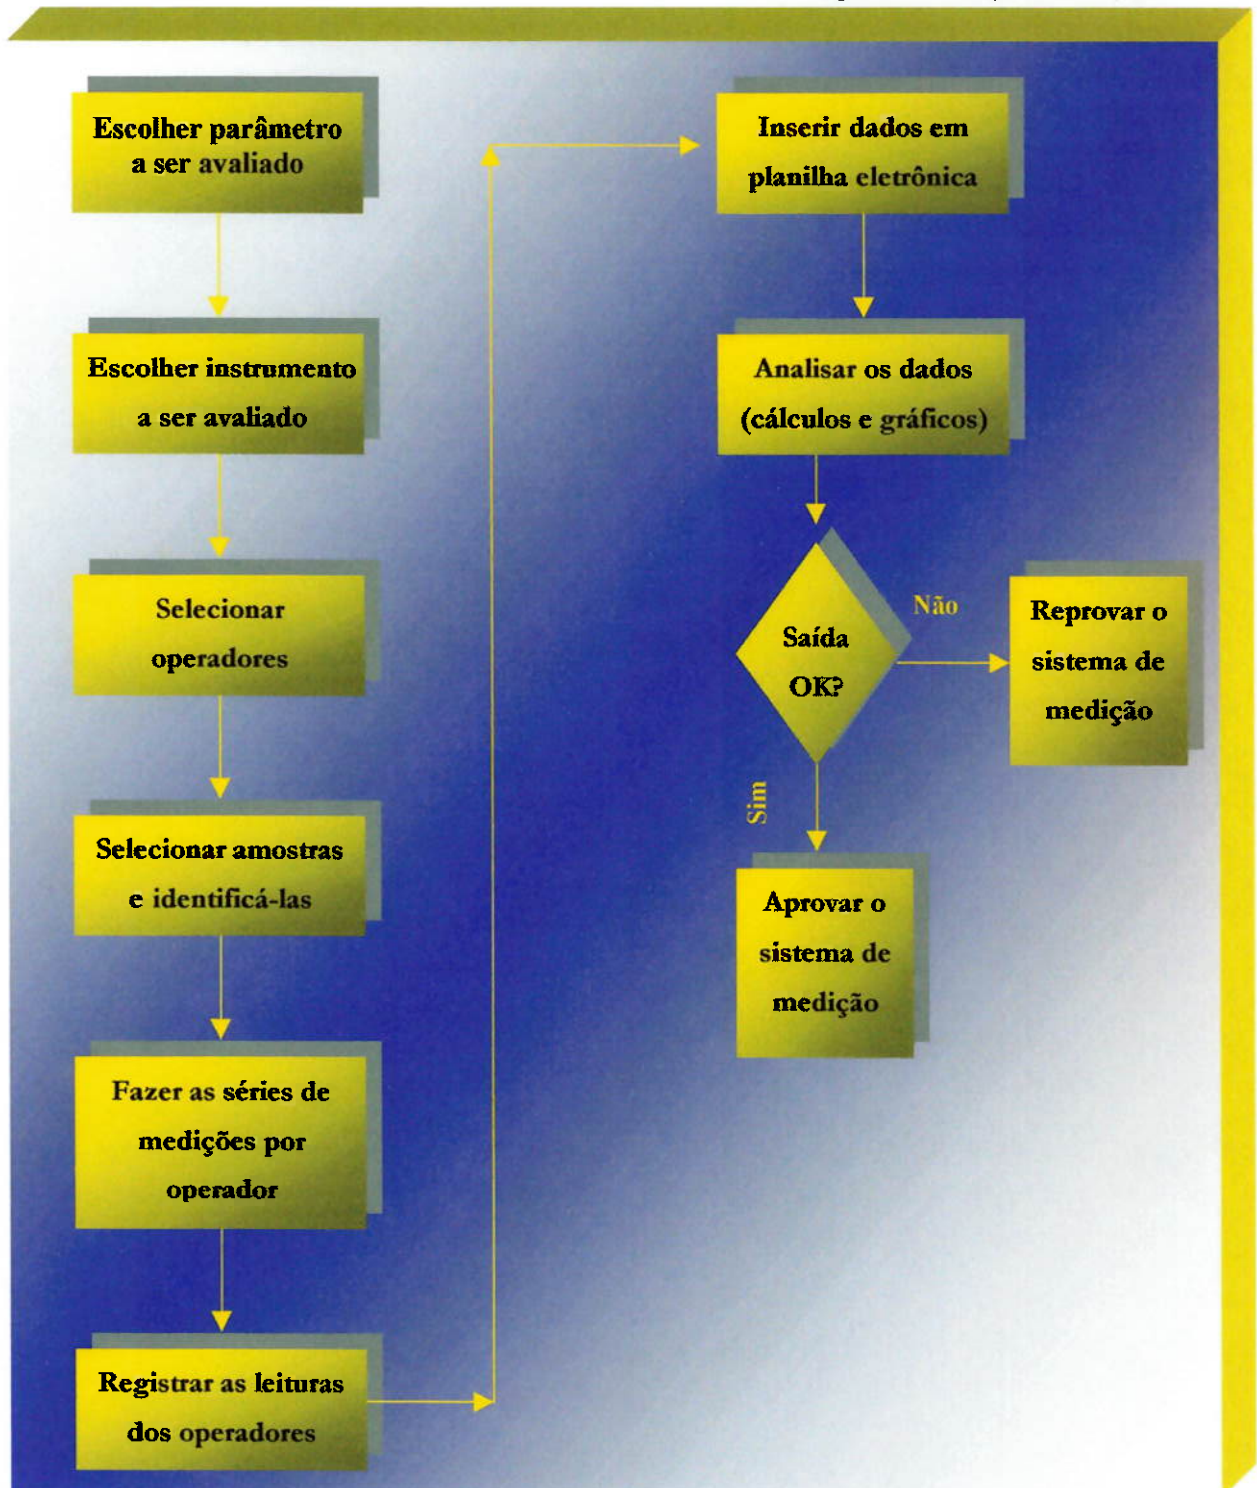 Escolher parâmetro
a ser avaliado
Escolher instrumento
a ser avaliado
Selecionar
operadores
Selecionar amostras
e identificá-las
Fazer as séries de
medições por
operador
Registrar as leituras
dos operadores
Inserir dados em
planilha eletrônica
Analisar os dados
(cálculos e gráficos)
Saída
OK?
Não
Reprovar o
sistema de
medição
Sim
Aprovar o
sistema de
medição